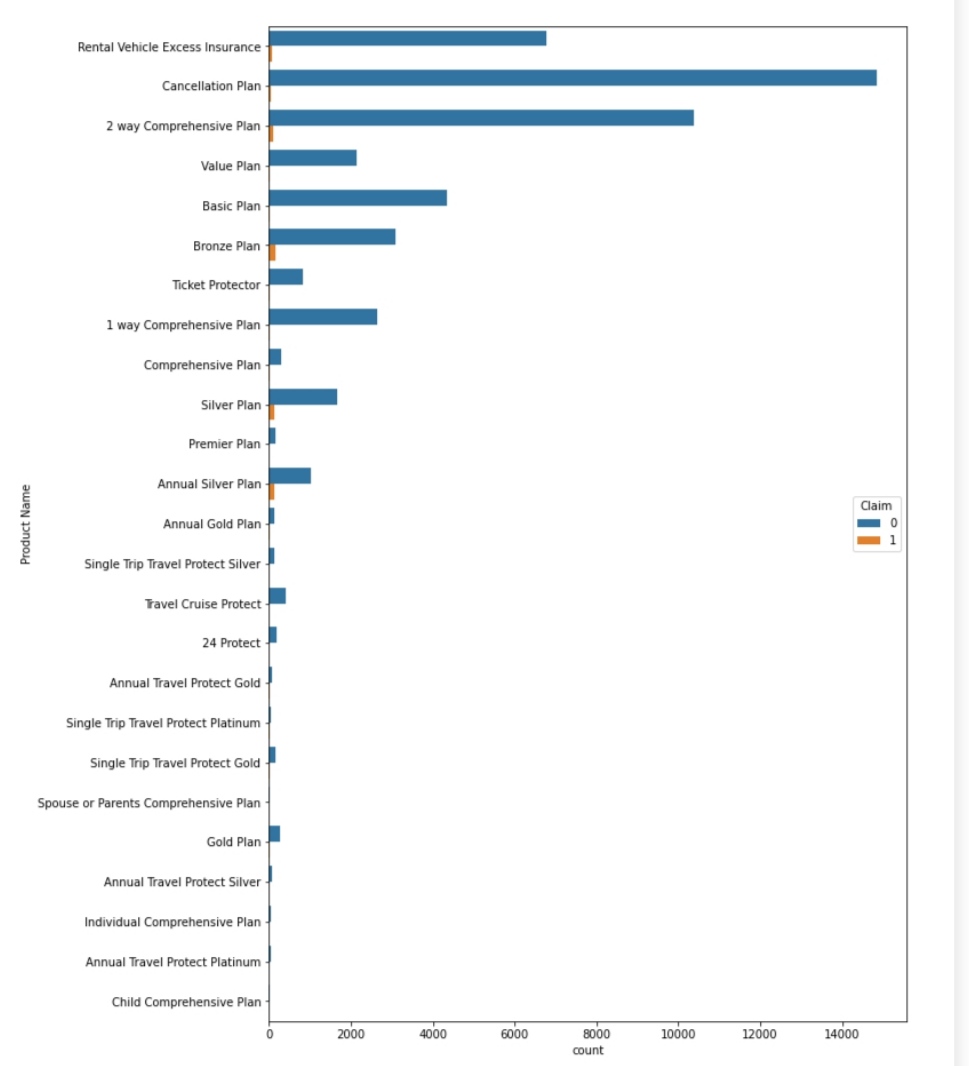 Rental Vehicle Excess Insurance
Cancellation Plan
2 way Comprehensive Plan
Value Plan
Basic Plan
Bronze Plan
Ticket Protector
1 way Comprehensive Plan
Comprehensive Plan
Silver Plan
Premier Plan
Annual Silver Plan
Annual Gold Plan
Single Trip Travel Protect Silver
Travel Cruise Protect
24 Protect
Annual Travel Protect Gold
Single Trip Travel Protect Platinum
Single Trip Travel Protect Gold
Spouse or Parents Comprehensive Plan
Gold Plan
Annual Travel Protect Silver
Individual Comprehensive Plan
Annual Travel Protect Platinum
Child Comprehensive Plan
Product Name
Claim
0
1
0 2000 4000 6000 8000 10000 12000 14000
count